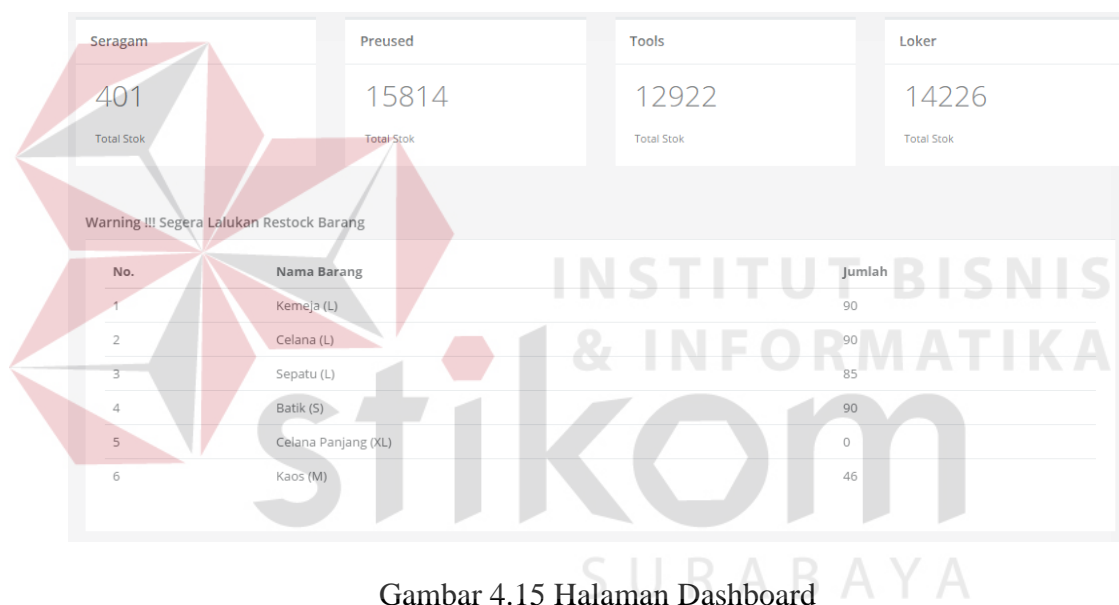 Seragam Preused Tools Loker
401 15814 12922 14226
Total Stok Total Stok Total Stok Total Stok
Warning !!! Segera Lalukan Restock Barang
No. Nama Barang Jumlah
1 Kemeja (L) 90
2 Celana (L) 90
3 Sepatu (L) 85
4 Batik (S) 90
5 Celana Panjang (XL) 0
6 Kaos (M) 46
INSTITUT BISNIS
& INFORMATIKA
stikom
SURABAYA
Gambar 4.15 Halaman Dashboard